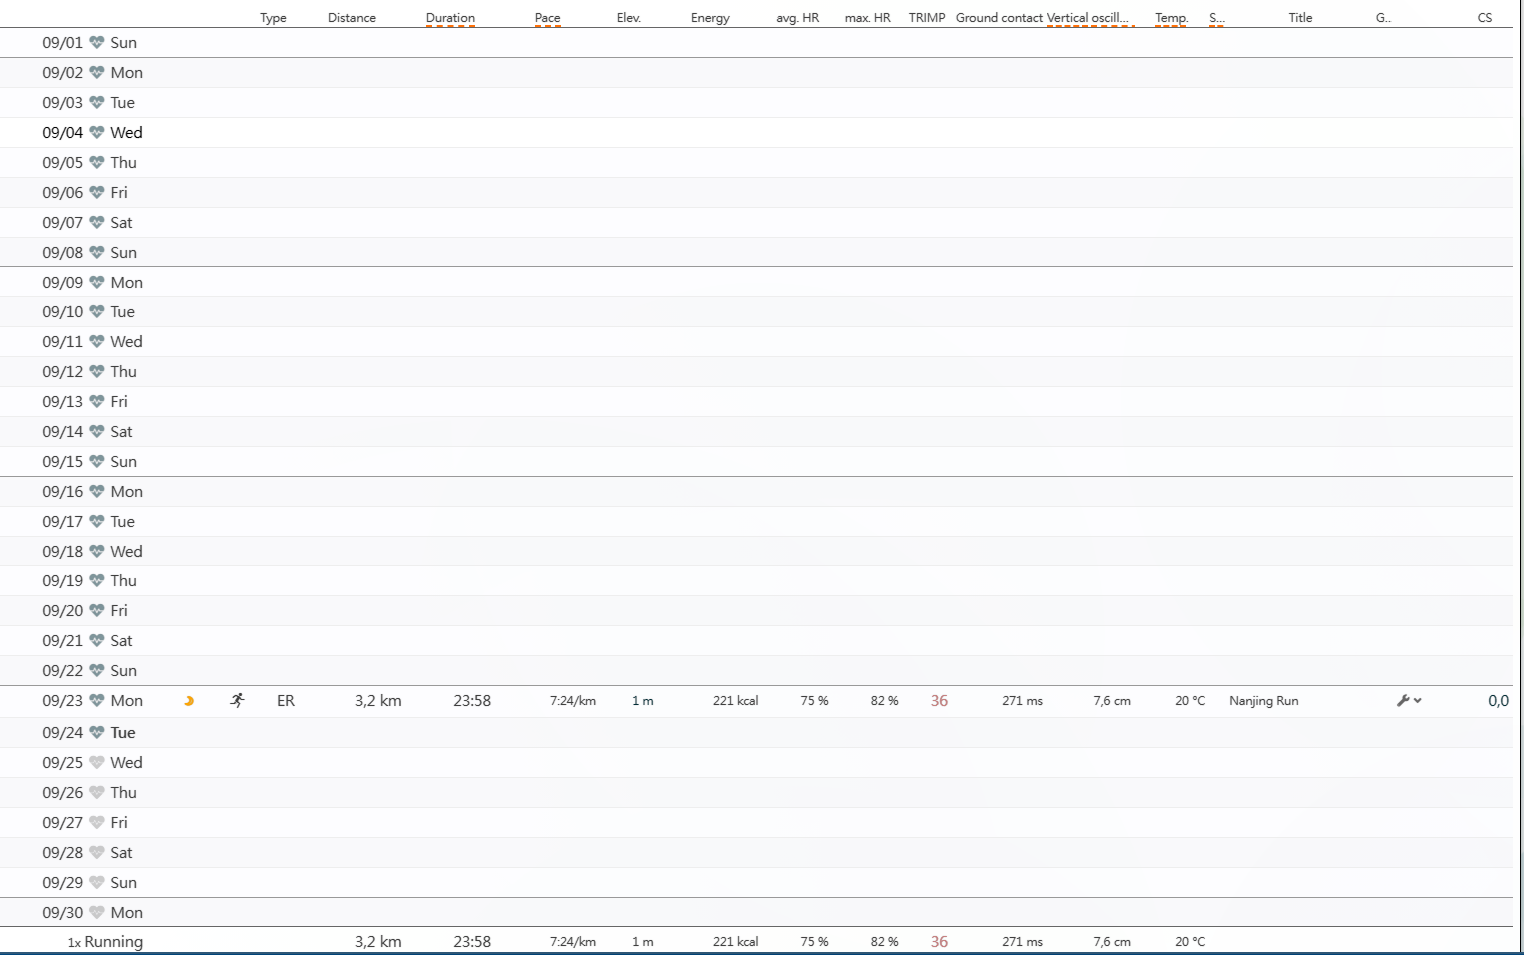 Type Distance Duration Pace Elev. Energy avg. HR max. HR TRIMP Ground contact Vertical oscill... Temp. S... Title G.. CS
09/01 Sun
09/02 Mon
09/03 Tue
09/04 Wed
09/05 Thu
09/06 Fri
09/07 Sat
09/08 Sun
09/09 Mon
09/10 Tue
09/11 Wed
09/12 Thu
09/13 Fri
09/14 Sat
09/15 Sun
09/16 Mon
09/17 Tue
09/18 Wed
09/19 Thu
09/20 Fri
09/21 Sat
09/22 Sun
09/23 Mon ER 3,2 km 23:58 7:24/km 1 m 221 kcal 75 % 82 % 36 271 ms 7,6 cm 20 °C Nanjing Run 0,0
09/24 Tue
09/25 Wed
09/26 Thu
09/27 Fri
09/28 Sat
09/29 Sun
09/30 Mon
1x Running 3,2 km 23:58 7:24/km 1 m 221 kcal 75 % 82 % 36 271 ms 7,6 cm 20 °C